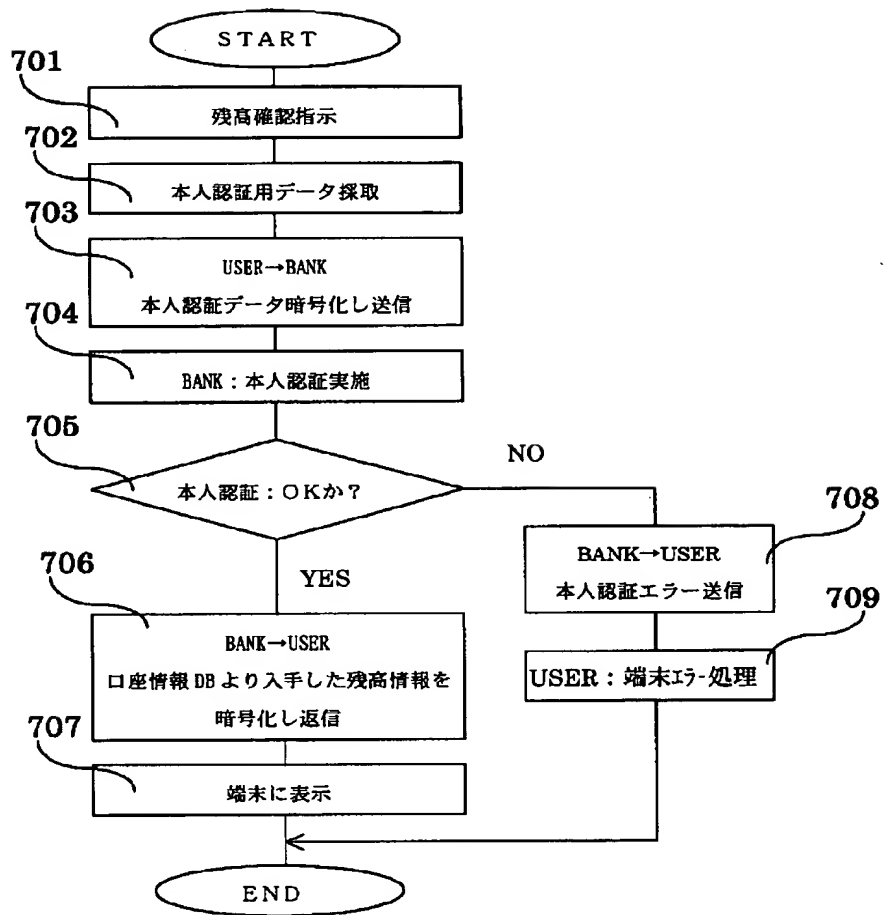 START
701
残高確認指示
702
本人認証用データ採取
703
USER→BANK
本人認証データ暗号化し送信
704
BANK:本人認証実施
705
本人認証:OKか?
NO
YES
706
BANK→USER
口座情報DBより入手した残高情報を
暗号化し返信
707
端末に表示
708
BANK→USER
本人認証エラー送信
709
USER:端末エラー処理
END